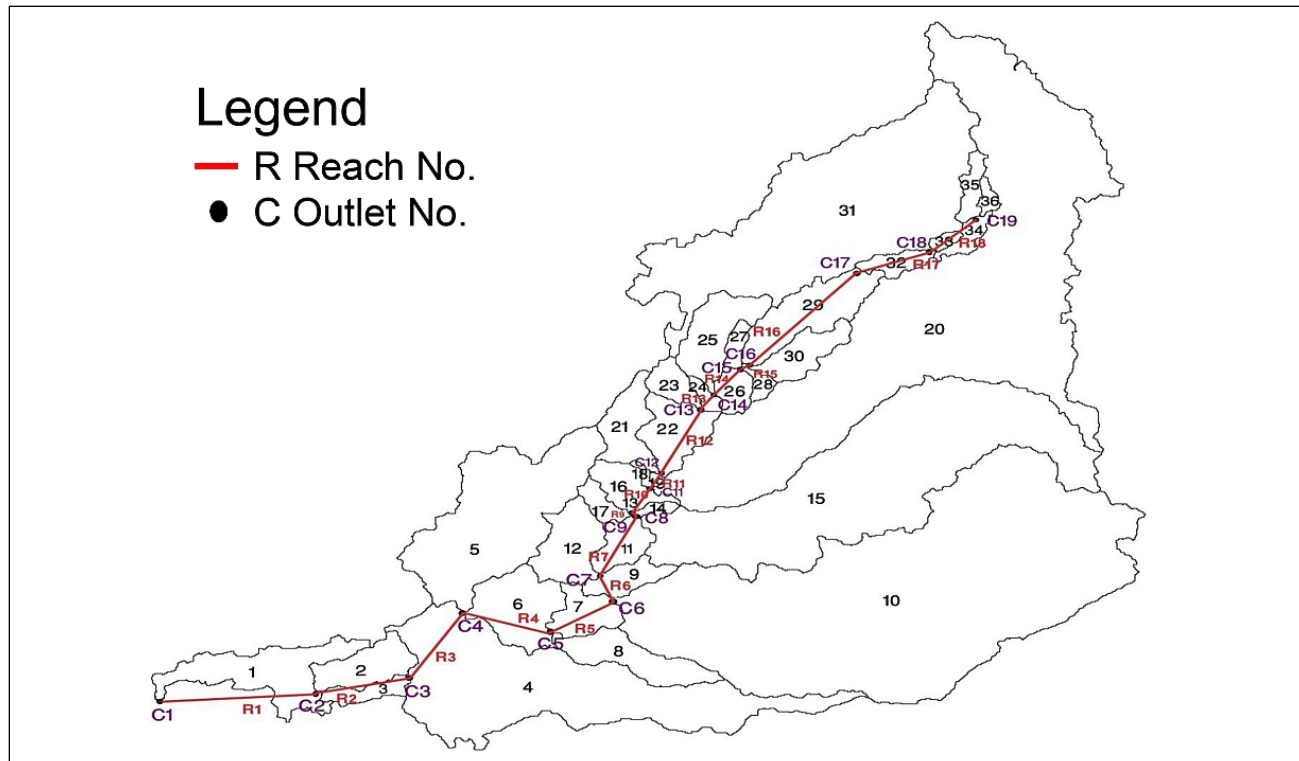 Legend
R Reach No.
C Outlet No.
35
36
31
C19
34
C18
33
R18
C17
32
R17
29
20
27
R16
25
C16
30
C15
R15
R14
28
23
24
26
R13
C14
C13
21
22
R12
C12
18
R11
16
19
C11
R10
15
13
14
17
R9
C8
C9
5
12
11
R7
C7
9
R6
6
7
C6
10
R4
C4
R5
C5
8
R3
1
2
3
C3
4
R2
C2
R1
C1